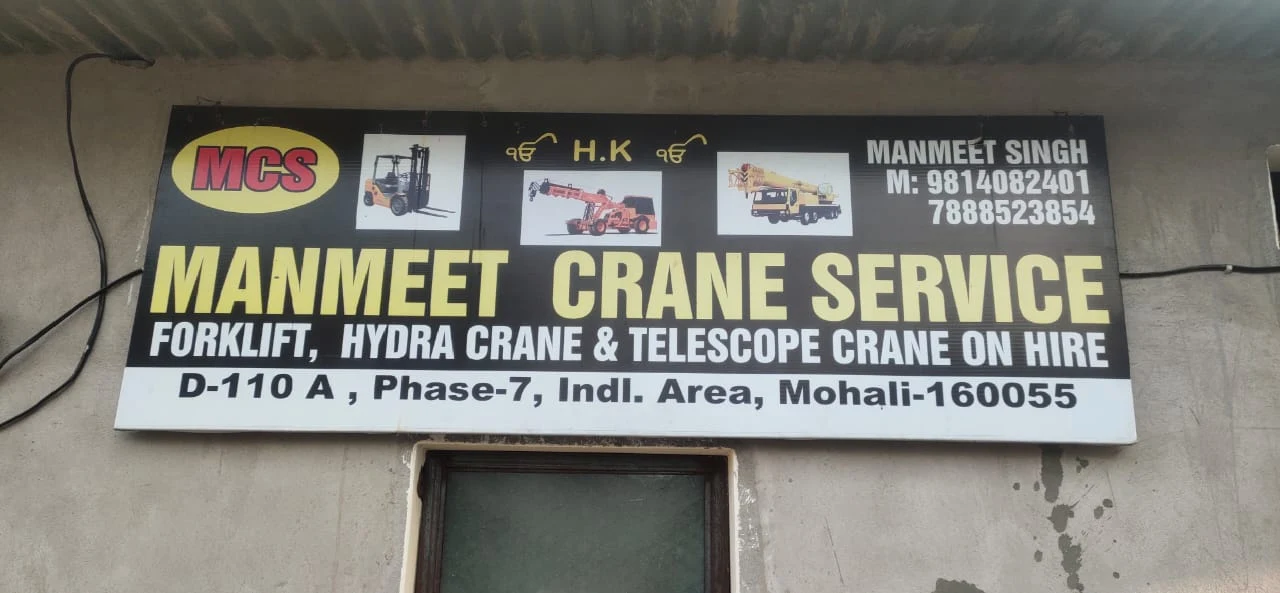 MCS
ੴ H.K ੴ
MANMEET SINGH
M: 9814082401
7888523854
MANMEET CRANE SERVICE
FORKLIFT, HYDRA CRANE & TELESCOPE CRANE ON HIRE
D-110 A , Phase-7, Indl. Area, Mohali-160055